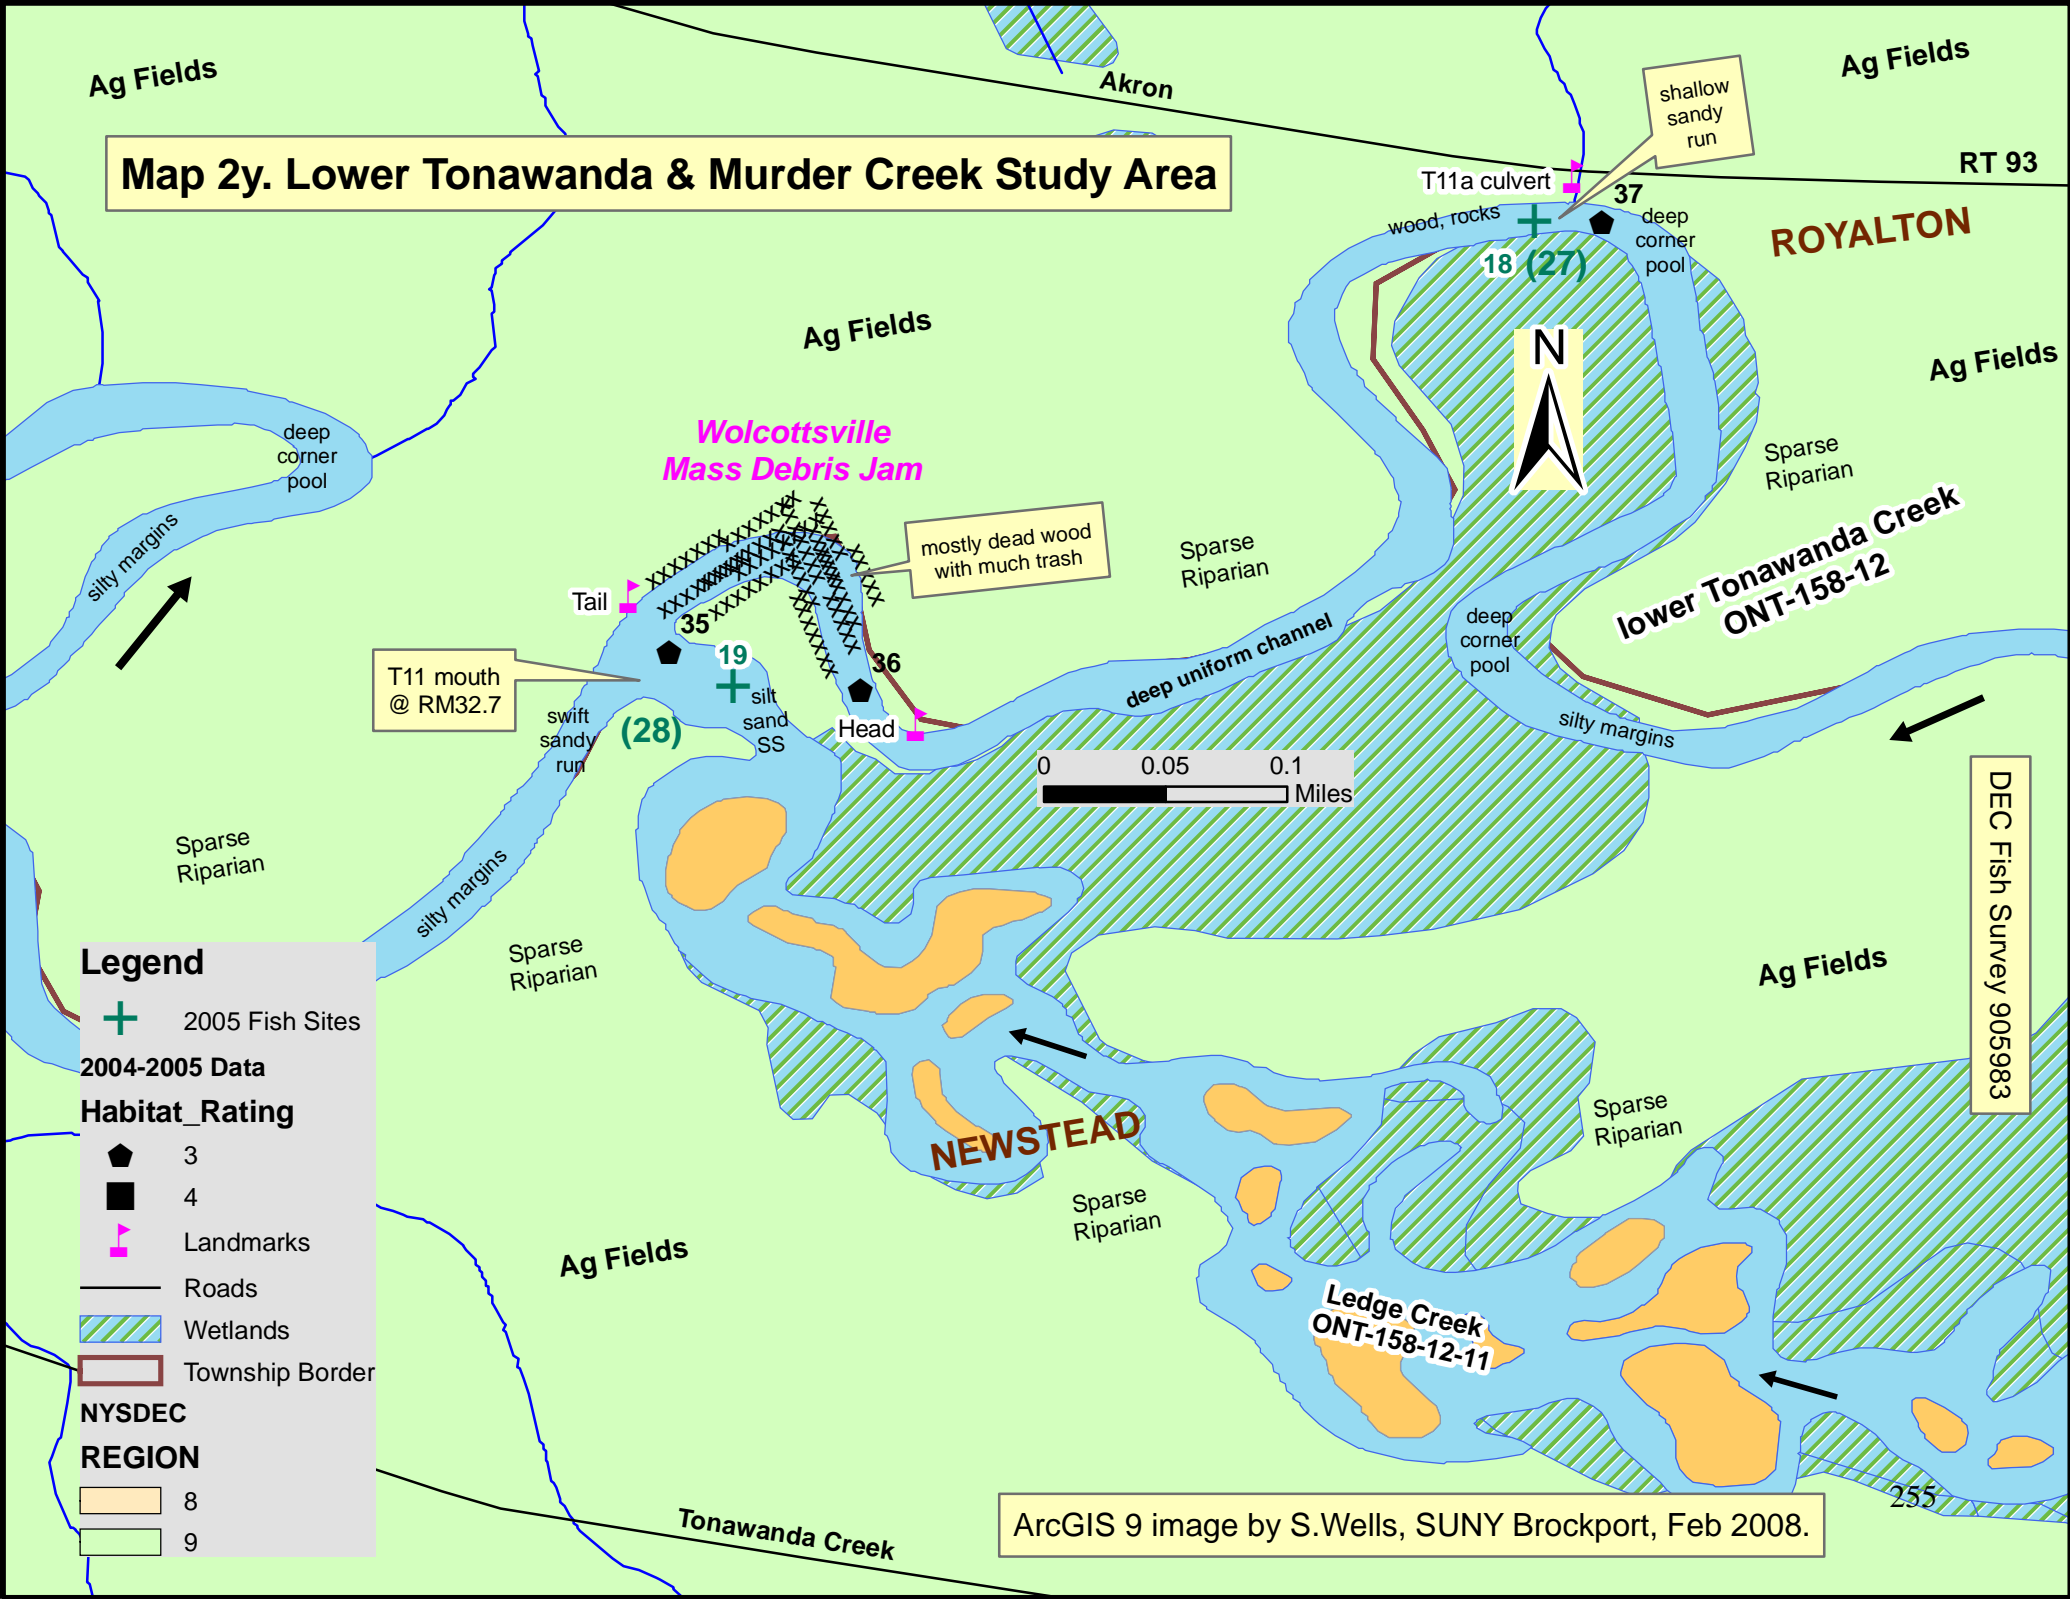 Ag Fields
Akron
Ag Fields
shallow
sandy
run
Map 2y. Lower Tonawanda & Murder Creek Study Area
RT 93
T11a culvert
37
wood, rocks
deep
corner
pool
ROYALTON
18 (27)
Ag Fields
N
Ag Fields
deep
corner
pool
Wolcottsville
Mass Debris Jam
Sparse
Riparian
silty margins
mostly dead wood
with much trash
Sparse
Riparian
lower Tonawanda Creek
ONT-158-12
Tail
35
19
36
deep
corner
pool
T11 mouth
@ RM32.7
deep uniform channel
silt
sand
SS
swift
sandy
run
(28)
Head
silty margins
0 0.05 0.1
Miles
DEC Fish Survey 905983
Sparse
Riparian
silty margins
Sparse
Riparian
Ag Fields
Legend
2005 Fish Sites
2004-2005 Data
Habitat_Rating
3
4
Landmarks
Roads
Wetlands
Township Border
NYSDEC
REGION
8
9
NEWSTEAD
Sparse
Riparian
Sparse
Riparian
Ag Fields
Ledge Creek
ONT-158-12-11
Tonawanda Creek
255
ArcGIS 9 image by S.Wells, SUNY Brockport, Feb 2008.